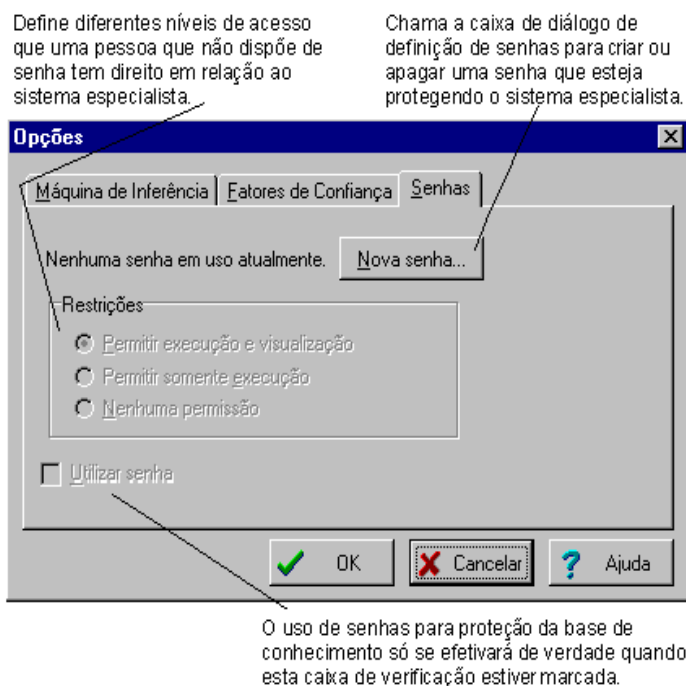 Define diferentes níveis de acesso
que uma pessoa que não dispõe de
senha tem direito em relação ao
sistema especialista.
Chama a caixa de diálogo de
definição de senhas para criar ou
apagar uma senha que esteja
protegendo o sistema especialista.
Opções
Máquina de Inferência Fatores de Confiança Senhas
Nenhuma senha em uso atualmente. Nova senha...
Restrições
Permitir execução e visualização
Permitir somente execução
Nenhuma permissão
Utilizar senha
OK Cancelar Ajuda
O uso de senhas para proteção da base de
conhecimento só se efetivará de verdade quando
esta caixa de verificação estiver marcada.